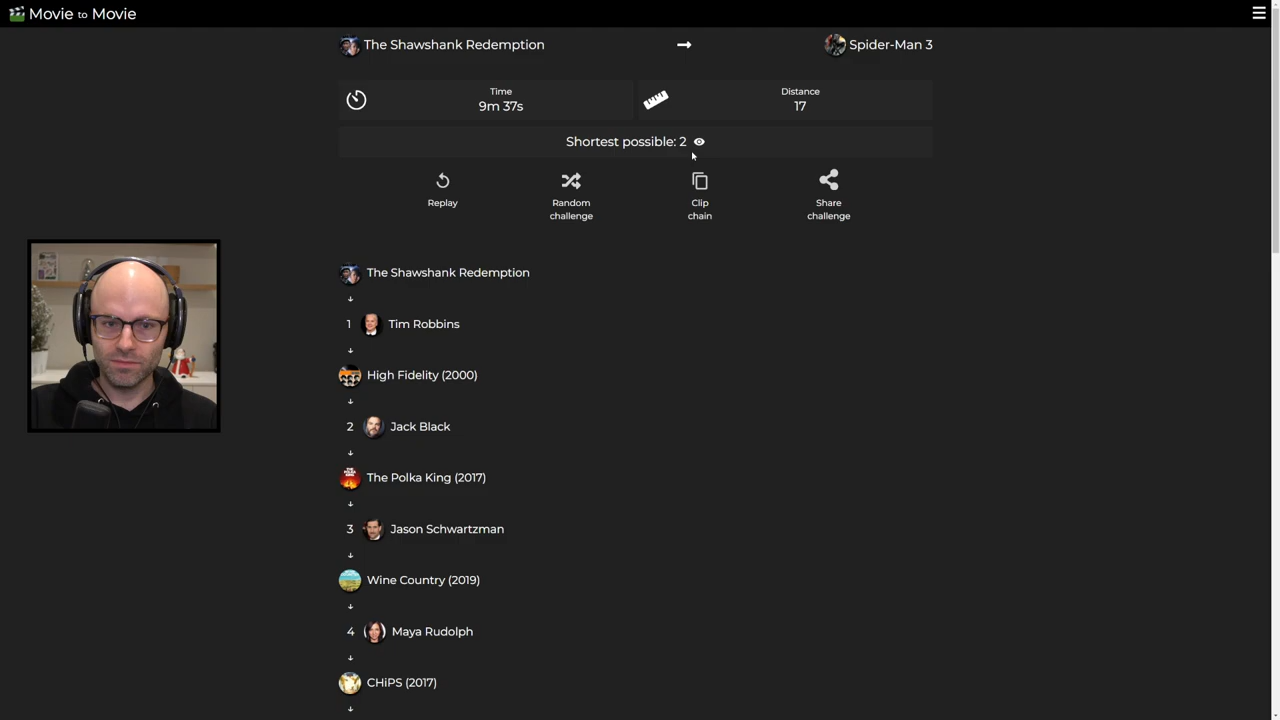 Movie to Movie
The Shawshank Redemption
Spider-Man 3
Time
9m 37s
Distance
17
Shortest possible: 2
Replay
Random
challenge
Clip
chain
Share
challenge
The Shawshank Redemption
1 Tim Robbins
High Fidelity (2000)
2 Jack Black
The Polka King (2017)
3 Jason Schwartzman
Wine Country (2019)
4 Maya Rudolph
CHiPS (2017)